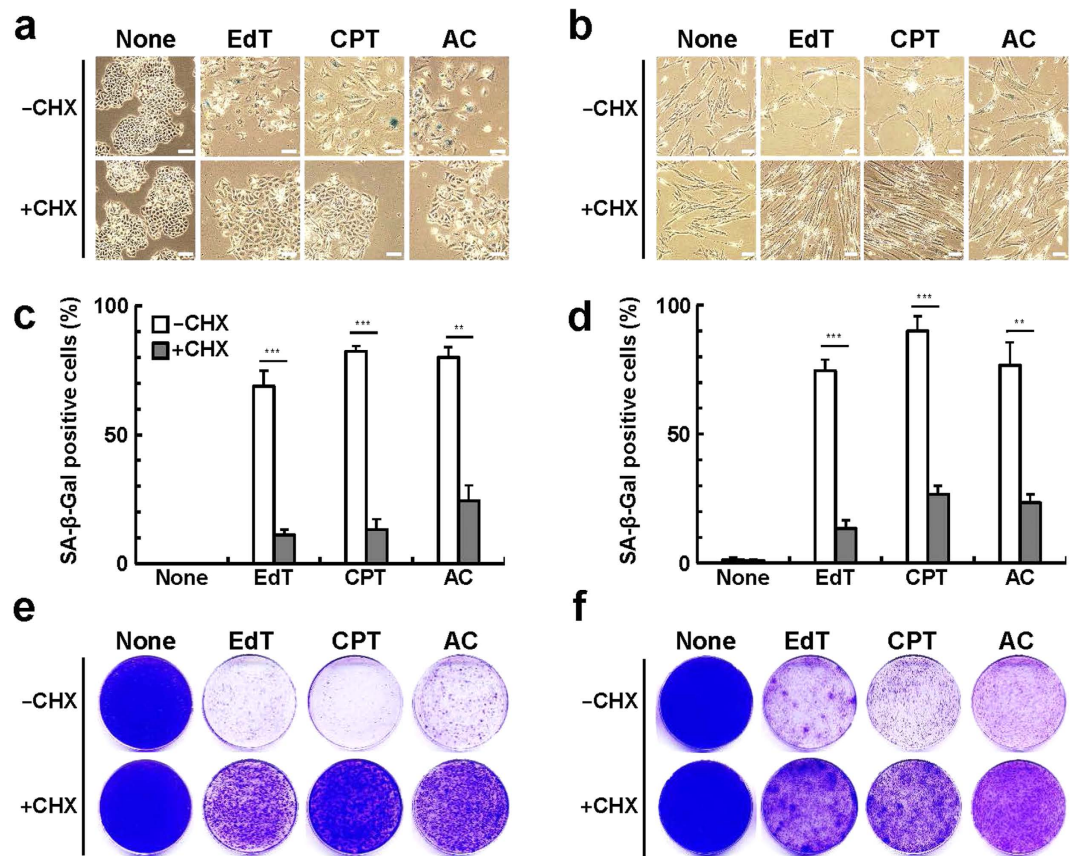 a
None EdT CPT AC
−CHX
+CHX
b
None EdT CPT AC
−CHX
+CHX
c
SA-β-Gal positive cells (%)
100
50
0
−CHX
+CHX
***
***
**
None EdT CPT AC
d
SA-β-Gal positive cells (%)
100
50
0
***
***
**
None EdT CPT AC
e
None EdT CPT AC
−CHX
+CHX
f
None EdT CPT AC
−CHX
+CHX